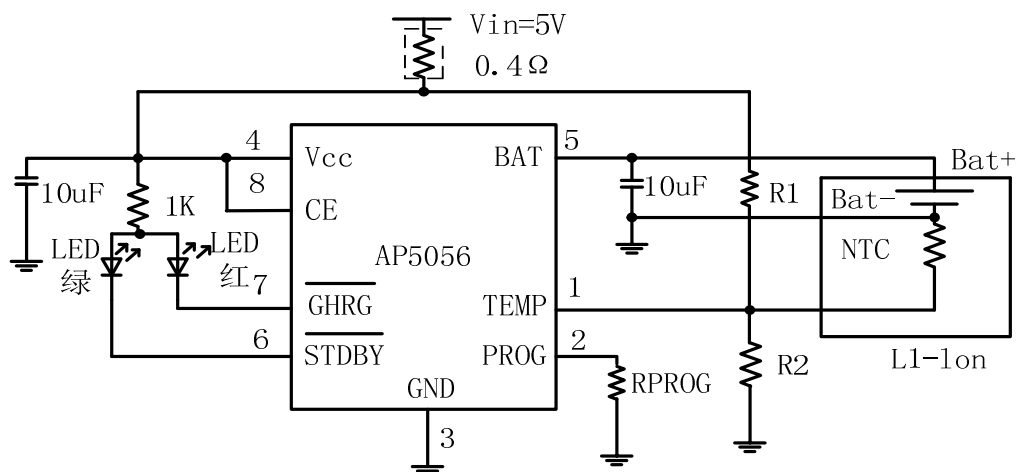 Vin=5V
0.4Ω
4
Vcc
BAT
5
Bat+
8
10uF
1K
CE
10uF
R1
Bat-
LED
LED
AP5056
NTC
绿
红
7
GHRG
TEMP
1
6
STDBY
PROG
2
R2
L1-lon
GND
RPROG
3